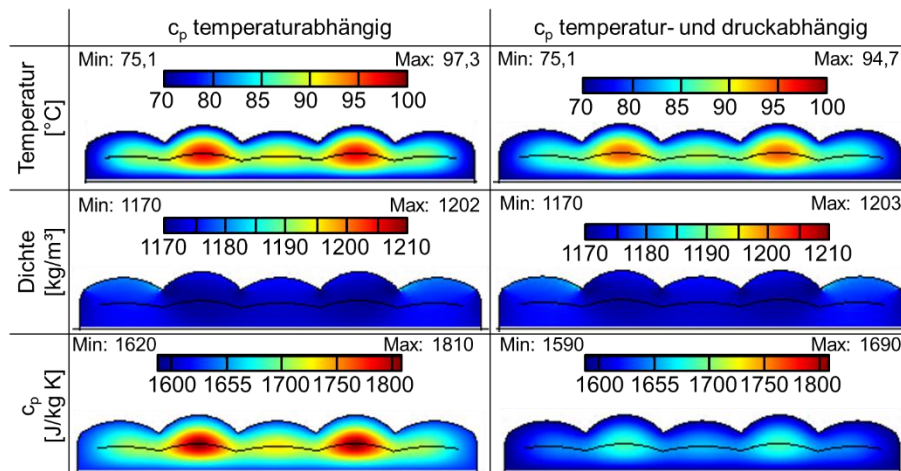 c_p temperaturabhängig
c_p temperatur- und druckabhängig
Temperatur
[°C]
Min: 75,1
Max: 97,3
70 80 85 90 95 100
Min: 75,1
Max: 94,7
70 80 85 90 95 100
Dichte
[kg/m³]
Min: 1170
Max: 1202
1170 1180 1190 1200 1210
Min: 1170
Max: 1203
1170 1180 1190 1200 1210
c_p
[J/kg K]
Min: 1620
Max: 1810
1600 1655 1700 1750 1800
Min: 1590
Max: 1690
1600 1655 1700 1750 1800